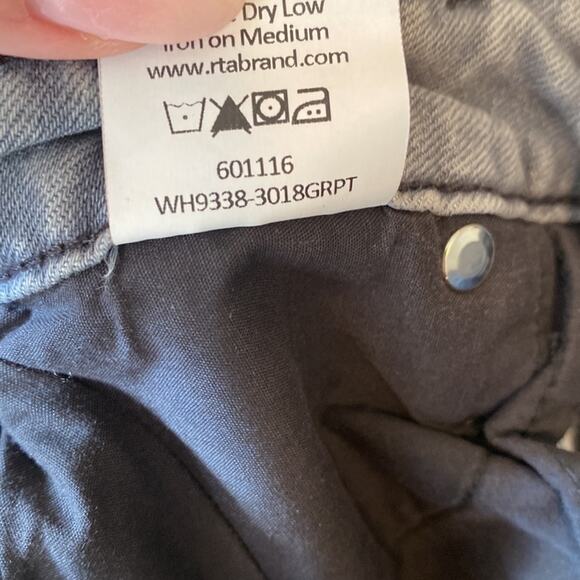 Dry Low
Iron on Medium
www.rtabrand.com
601116
WH9338-3018GRPT